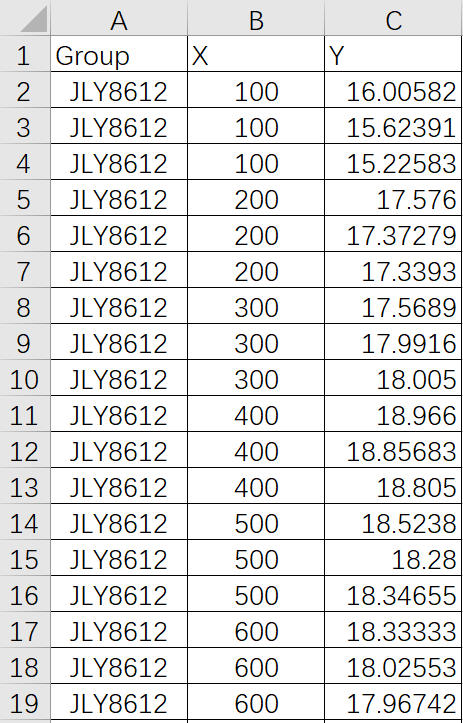 A B C
1 Group X Y
2 JLY8612 100 16.00582
3 JLY8612 100 15.62391
4 JLY8612 100 15.22583
5 JLY8612 200 17.576
6 JLY8612 200 17.37279
7 JLY8612 200 17.3393
8 JLY8612 300 17.5689
9 JLY8612 300 17.9916
10 JLY8612 300 18.005
11 JLY8612 400 18.966
12 JLY8612 400 18.85683
13 JLY8612 400 18.805
14 JLY8612 500 18.5238
15 JLY8612 500 18.28
16 JLY8612 500 18.34655
17 JLY8612 600 18.33333
18 JLY8612 600 18.02553
19 JLY8612 600 17.96742